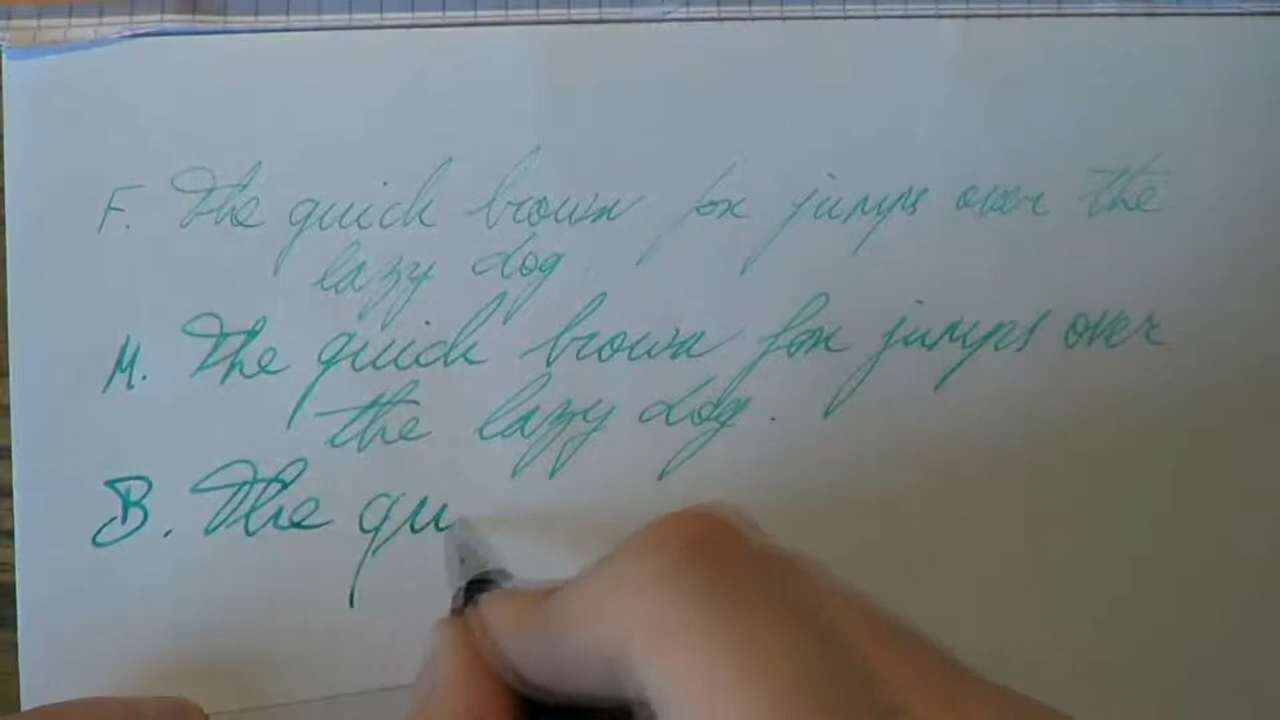 F. The quick brown fox jumps over the
lazy dog.
M. The quick brown fox jumps over
the lazy dog.
B. The qu